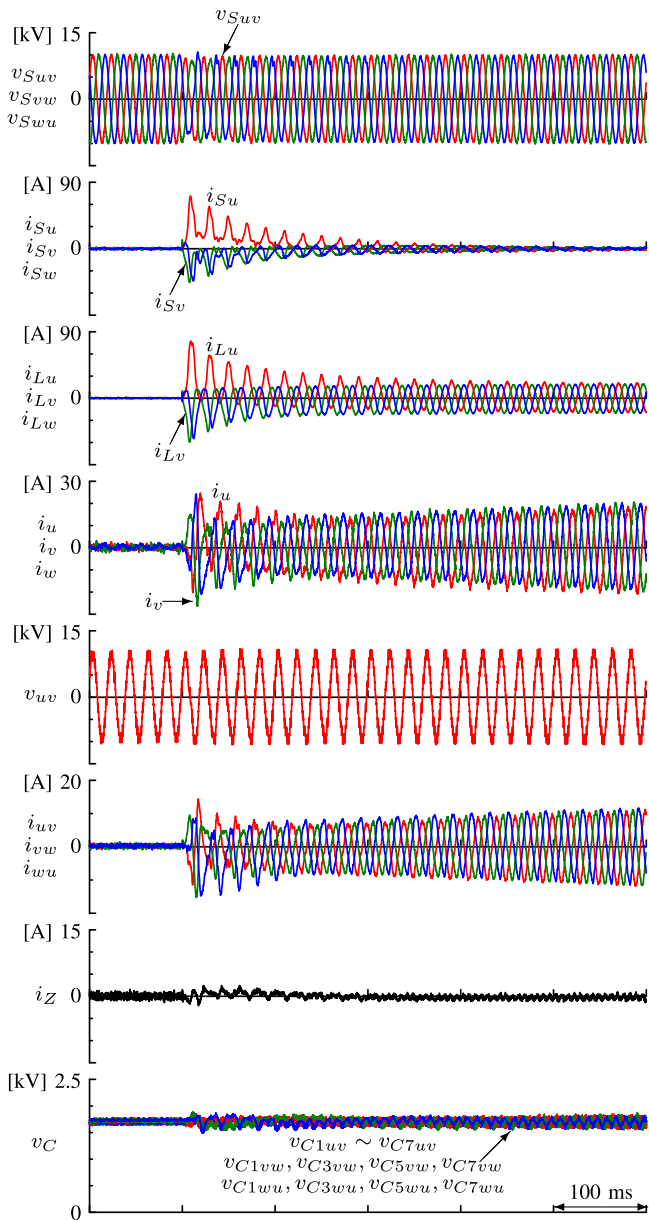 v_{Suv}
[kV] 15
v_{Suv}
v_{Svw} 0
v_{Swu}
[A] 90
i_{Su}
i_{Su}
i_{Sv} 0
i_{Sw}
i_{Sv}
[A] 90
i_{Lu}
i_{Lu}
i_{Lv} 0
i_{Lw}
i_{Lv}
[A] 30
i_u
i_u
i_v 0
i_w
i_v
[kV] 15
v_{uv} 0
[A] 20
i_{uv}
i_{vw} 0
i_{wu}
[A] 15
i_Z 0
[kV] 2.5
v_C
v_{C1uv} ∼ v_{C7uv}
v_{C1vw}, v_{C3vw}, v_{C5vw}, v_{C7vw}
v_{C1wu}, v_{C3wu}, v_{C5wu}, v_{C7wu}
100 ms
0